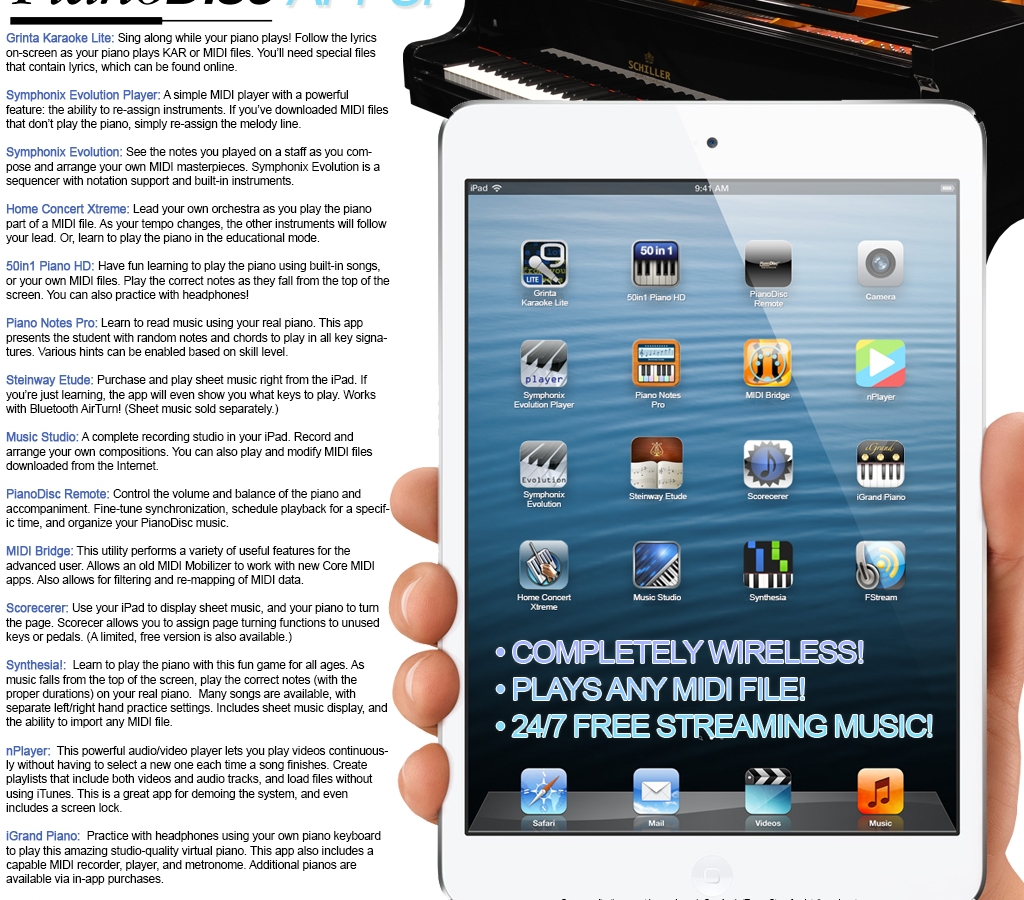 PianoDisc APPS!
Grinta Karaoke Lite: Sing along while your piano plays! Follow the lyrics
on-screen as your piano plays KAR or MIDI files. You'll need special files
that contain lyrics, which can be found online.
Symphonix Evolution Player: A simple MIDI player with a powerful
feature: the ability to re-assign instruments. If you've downloaded MIDI files
that don't play the piano, simply re-assign the melody line.
Symphonix Evolution: See the notes you played on a staff as you com-
pose and arrange your own MIDI masterpieces. Symphonix Evolution is a
sequencer with notation support and built-in instruments.
Home Concert Xtreme: Lead your own orchestra as you play the piano
part of a MIDI file. As your tempo changes, the other instruments will follow
your lead. Or, learn to play the piano in the educational mode.
50in1 Piano HD: Have fun learning to play the piano using built-in songs,
or your own MIDI files. Play the correct notes as they fall from the top of the
screen. You can also practice with headphones!
Piano Notes Pro: Learn to read music using your real piano. This app
presents the student with random notes and chords to play in all key signa-
tures. Various hints can be enabled based on skill level.
Steinway Etude: Purchase and play sheet music right from the iPad. If
you're just learning, the app will even show you what keys to play. Works
with Bluetooth AirTurn! (Sheet music sold separately.)
Music Studio: A complete recording studio in your iPad. Record and
arrange your own compositions. You can also play and modify MIDI files
downloaded from the Internet.
PianoDisc Remote: Control the volume and balance of the piano and
accompaniment. Fine-tune synchronization, schedule playback for a specif-
ic time, and organize your PianoDisc music.
MIDI Bridge: This utility performs a variety of useful features for the
advanced user. Allows an old MIDI Mobilizer to work with new Core MIDI
apps. Also allows for filtering and re-mapping of MIDI data.
Scorecerer: Use your iPad to display sheet music, and your piano to turn
the page. Scorecer allows you to assign page turning functions to unused
keys or pedals. (A limited, free version is also available.)
Synthesia!: Learn to play the piano with this fun game for all ages. As
music falls from the top of the screen, play the correct notes (with the
proper durations) on your real piano. Many songs are available, with
separate left/right hand practice settings. Includes sheet music display, and
the ability to import any MIDI file.
nPlayer: This powerful audio/video player lets you play videos continuous-
ly without having to select a new one each time a song finishes. Create
playlists that include both videos and audio tracks, and load files without
using iTunes. This is a great app for demoing the system, and even
includes a screen lock.
iGrand Piano: Practice with headphones using your own piano keyboard
to play this amazing studio-quality virtual piano. This app also includes a
capable MIDI recorder, player, and metronome. Additional pianos are
available via in-app purchases.
SCHILLER
iPad 9:41 AM
LITE
50 in 1
PianoDisc
iGrand
Grinta
Karaoke Lite
50in1 Piano HD
PianoDisc
Remote
Camera
player
Symphonix
Evolution Player
Piano Notes
Pro
MIDI Bridge
nPlayer
Evolution
Symphonix
Evolution
Steinway Etude
Scorecerer
iGrand Piano
Home Concert
Xtreme
Music Studio
Synthesia
FStream
• COMPLETELY WIRELESS!
• PLAYS ANY MIDI FILE!
• 24/7 FREE STREAMING MUSIC!
Safari
Mail
Videos
Music